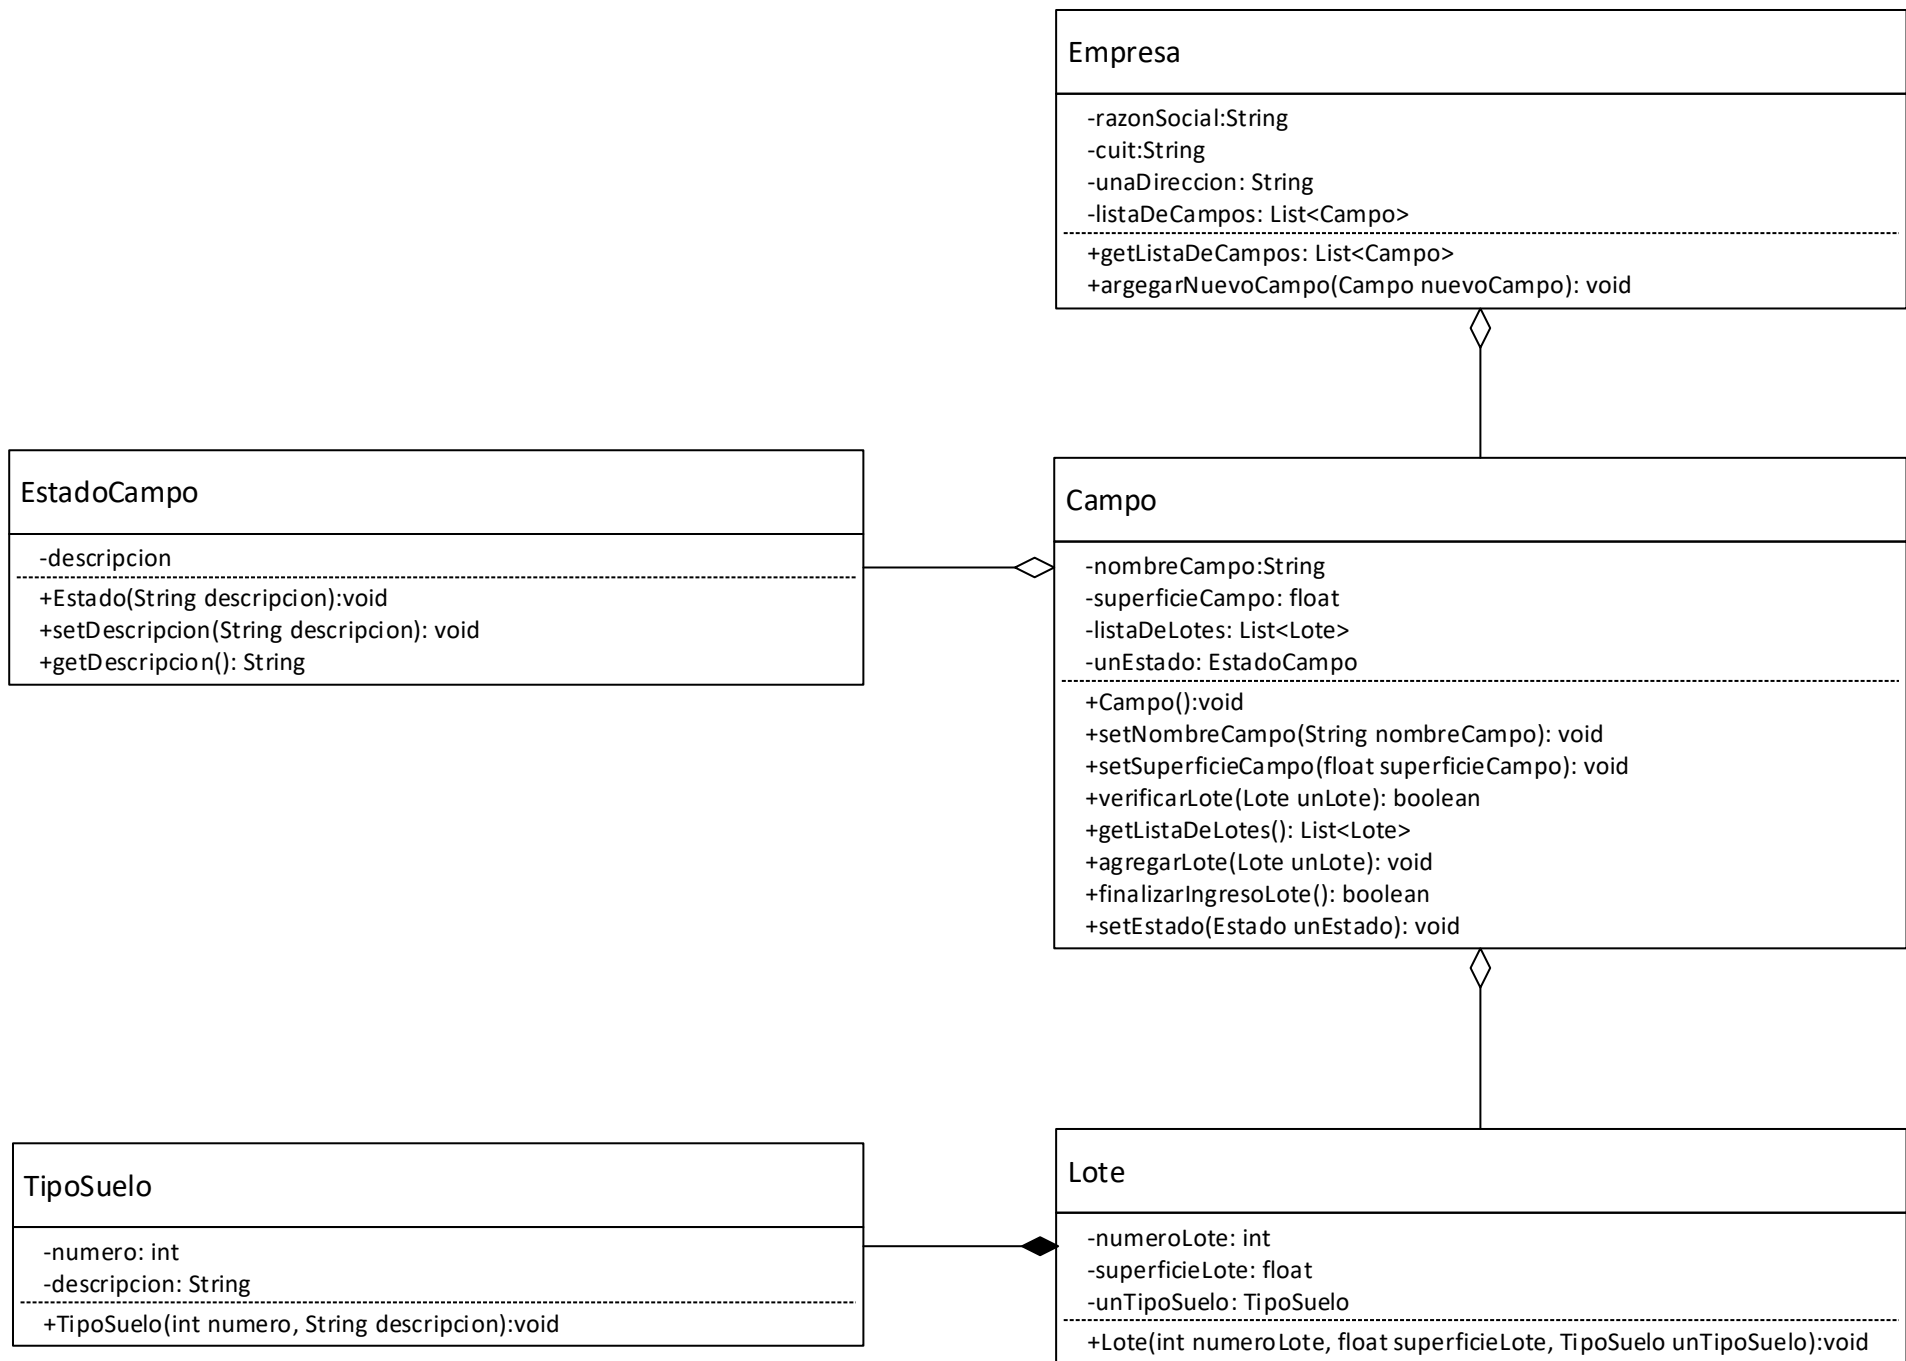 Empresa
-razonSocial:String
-cuit:String
-unaDireccion: String
-listaDeCampos: List<Campo>
+getListaDeCampos: List<Campo>
+argegarNuevoCampo(Campo nuevoCampo): void
EstadoCampo
-descripcion
+Estado(String descripcion):void
+setDescripcion(String descripcion): void
+getDescripcion(): String
Campo
-nombreCampo:String
-superficieCampo: float
-listaDeLotes: List<Lote>
-unEstado: EstadoCampo
+Campo():void
+setNombreCampo(String nombreCampo): void
+setSuperficieCampo(float superficieCampo): void
+verificarLote(Lote unLote): boolean
+getListaDeLotes(): List<Lote>
+agregarLote(Lote unLote): void
+finalizarIngresoLote(): boolean
+setEstado(Estado unEstado): void
TipoSuelo
-numero: int
-descripcion: String
+TipoSuelo(int numero, String descripcion):void
Lote
-numeroLote: int
-superficieLote: float
-unTipoSuelo: TipoSuelo
+Lote(int numeroLote, float superficieLote, TipoSuelo unTipoSuelo):void